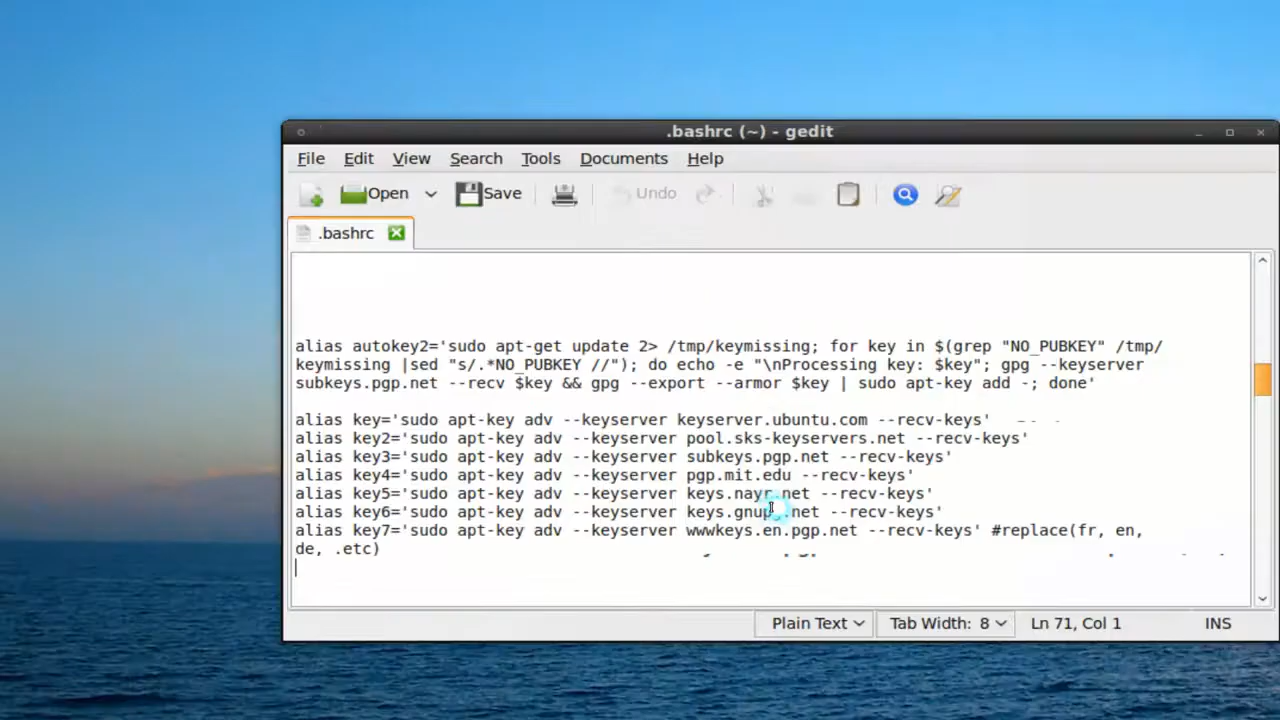 .bashrc (~) - gedit
File Edit View Search Tools Documents Help
Open Save Undo
.bashrc
alias autokey2='sudo apt-get update 2> /tmp/keymissing; for key in $(grep "NO_PUBKEY" /tmp/
keymissing |sed "s/.*NO_PUBKEY //"); do echo -e "\nProcessing key: $key"; gpg --keyserver
subkeys.pgp.net --recv $key && gpg --export --armor $key | sudo apt-key add -; done'
alias key='sudo apt-key adv --keyserver keyserver.ubuntu.com --recv-keys'
alias key2='sudo apt-key adv --keyserver pool.sks-keyservers.net --recv-keys'
alias key3='sudo apt-key adv --keyserver subkeys.pgp.net --recv-keys'
alias key4='sudo apt-key adv --keyserver pgp.mit.edu --recv-keys'
alias key5='sudo apt-key adv --keyserver keys.nayr.net --recv-keys'
alias key6='sudo apt-key adv --keyserver keys.gnupg.net --recv-keys'
alias key7='sudo apt-key adv --keyserver wwwkeys.en.pgp.net --recv-keys' #replace(fr, en,
de, .etc)
Plain Text Tab Width: 8 Ln 71, Col 1 INS